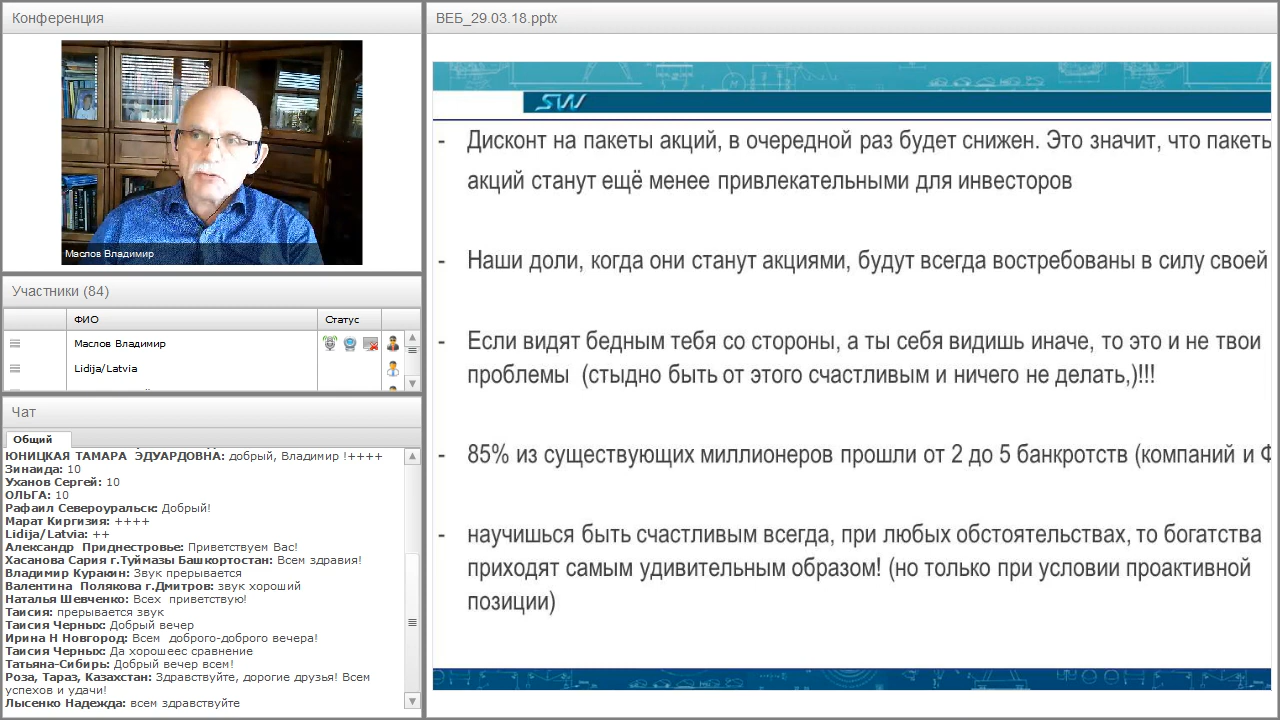 Конференция
Маслов Владимир
Участники (84)
ФИО
Статус
Маслов Владимир
Lidija/Latvia
Чат
Общий
ЮНИЦКАЯ ТАМАРА ЭДУАРДОВНА: добрый, Владимир !++++
Зинаида: 10
Уханов Сергей: 10
ОЛЬГА: 10
Рафаил Североуральск: Добрый!
Марат Киргизия: ++++
Lidija/Latvia: ++
Александр Приднестровье: Приветствуем Вас!
Хасанова Сария г.Туймазы Башкортостан: Всем здравия!
Владимир Куракин: Звук прерывается
Валентина Полякова г.Дмитров: звук хороший
Наталья Шевченко: Всех приветствую!
Таисия: прерывается звук
Таисия Черных: Добрый вечер
Ирина Н Новгород: Всем доброго-доброго вечера!
Таисия Черных: Да хорошеес сравнение
Татьяна-Сибирь: Добрый вечер всем!
Роза, Тараз, Казахстан: Здравствуйте, дорогие друзья! Всем
успехов и удачи!
Лысенко Надежда: всем здравствуйте
ВЕБ_29.03.18.pptx
SW
- Дисконт на пакеты акций, в очередной раз будет снижен. Это значит, что пакеты
акций станут ещё менее привлекательными для инвесторов
- Наши доли, когда они станут акциями, будут всегда востребованы в силу своей
- Если видят бедным тебя со стороны, а ты себя видишь иначе, то это и не твои
проблемы (стыдно быть от этого счастливым и ничего не делать,)!!!
- 85% из существующих миллионеров прошли от 2 до 5 банкротств (компаний и Ф
- научишься быть счастливым всегда, при любых обстоятельствах, то богатства
приходят самым удивительным образом! (но только при условии проактивной
позиции)